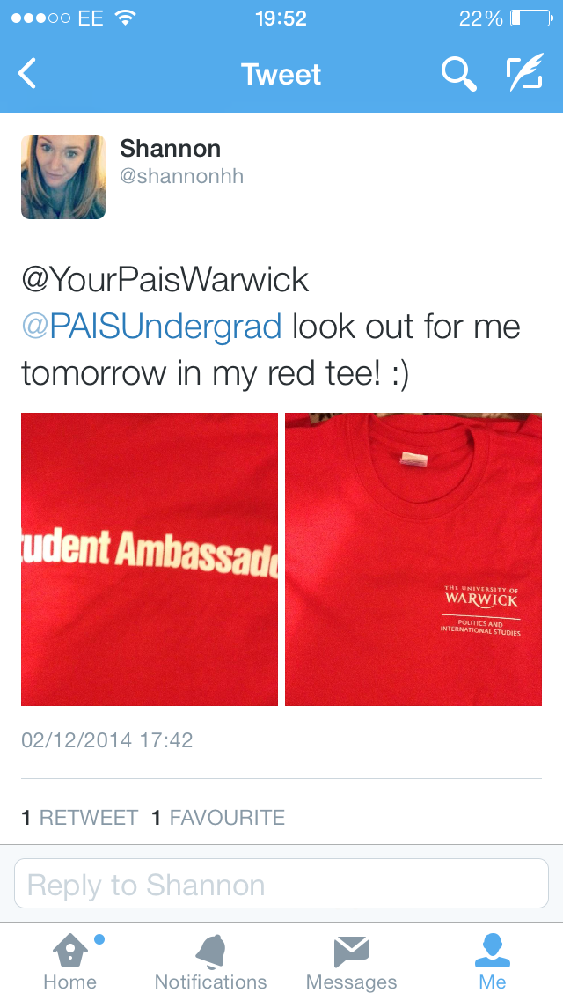 EE 19:52 22%
Tweet
Shannon
@shannonhh
@YourPaisWarwick
@PAISUndergrad look out for me
tomorrow in my red tee! :)
tudent Ambassado
THE UNIVERSITY OF
WARWICK
POLITICS AND
INTERNATIONAL STUDIES
02/12/2014 17:42
1 RETWEET 1 FAVOURITE
Reply to Shannon
Home Notifications Messages Me